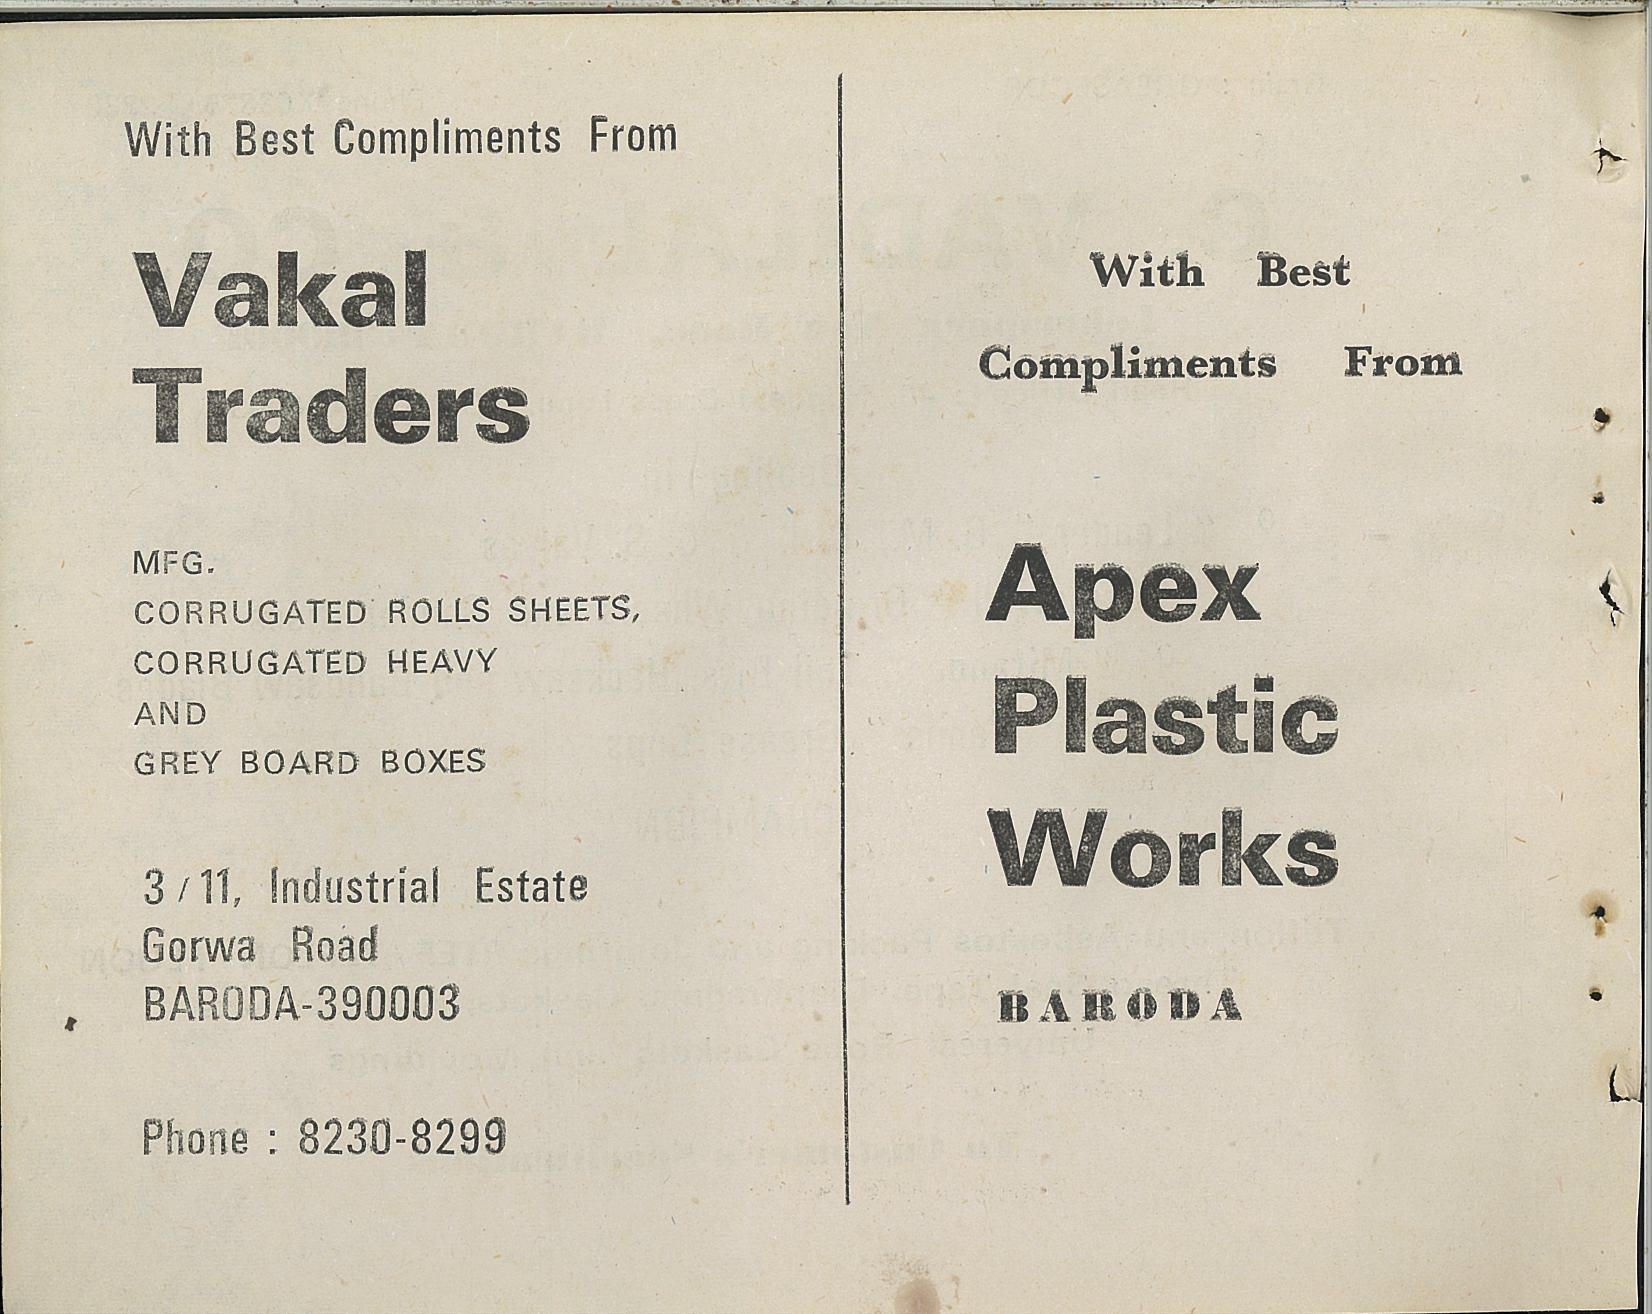 With Best Compliments From
Vakal
Traders
MFG.
CORRUGATED ROLLS SHEETS,
CORRUGATED HEAVY
AND
GREY BOARD BOXES
3/11, Industrial Estate
Gorwa Road
BARODA-390003
Phone : 8230-8299
With Best
Compliments From
Apex
Plastic
Works
BARODA